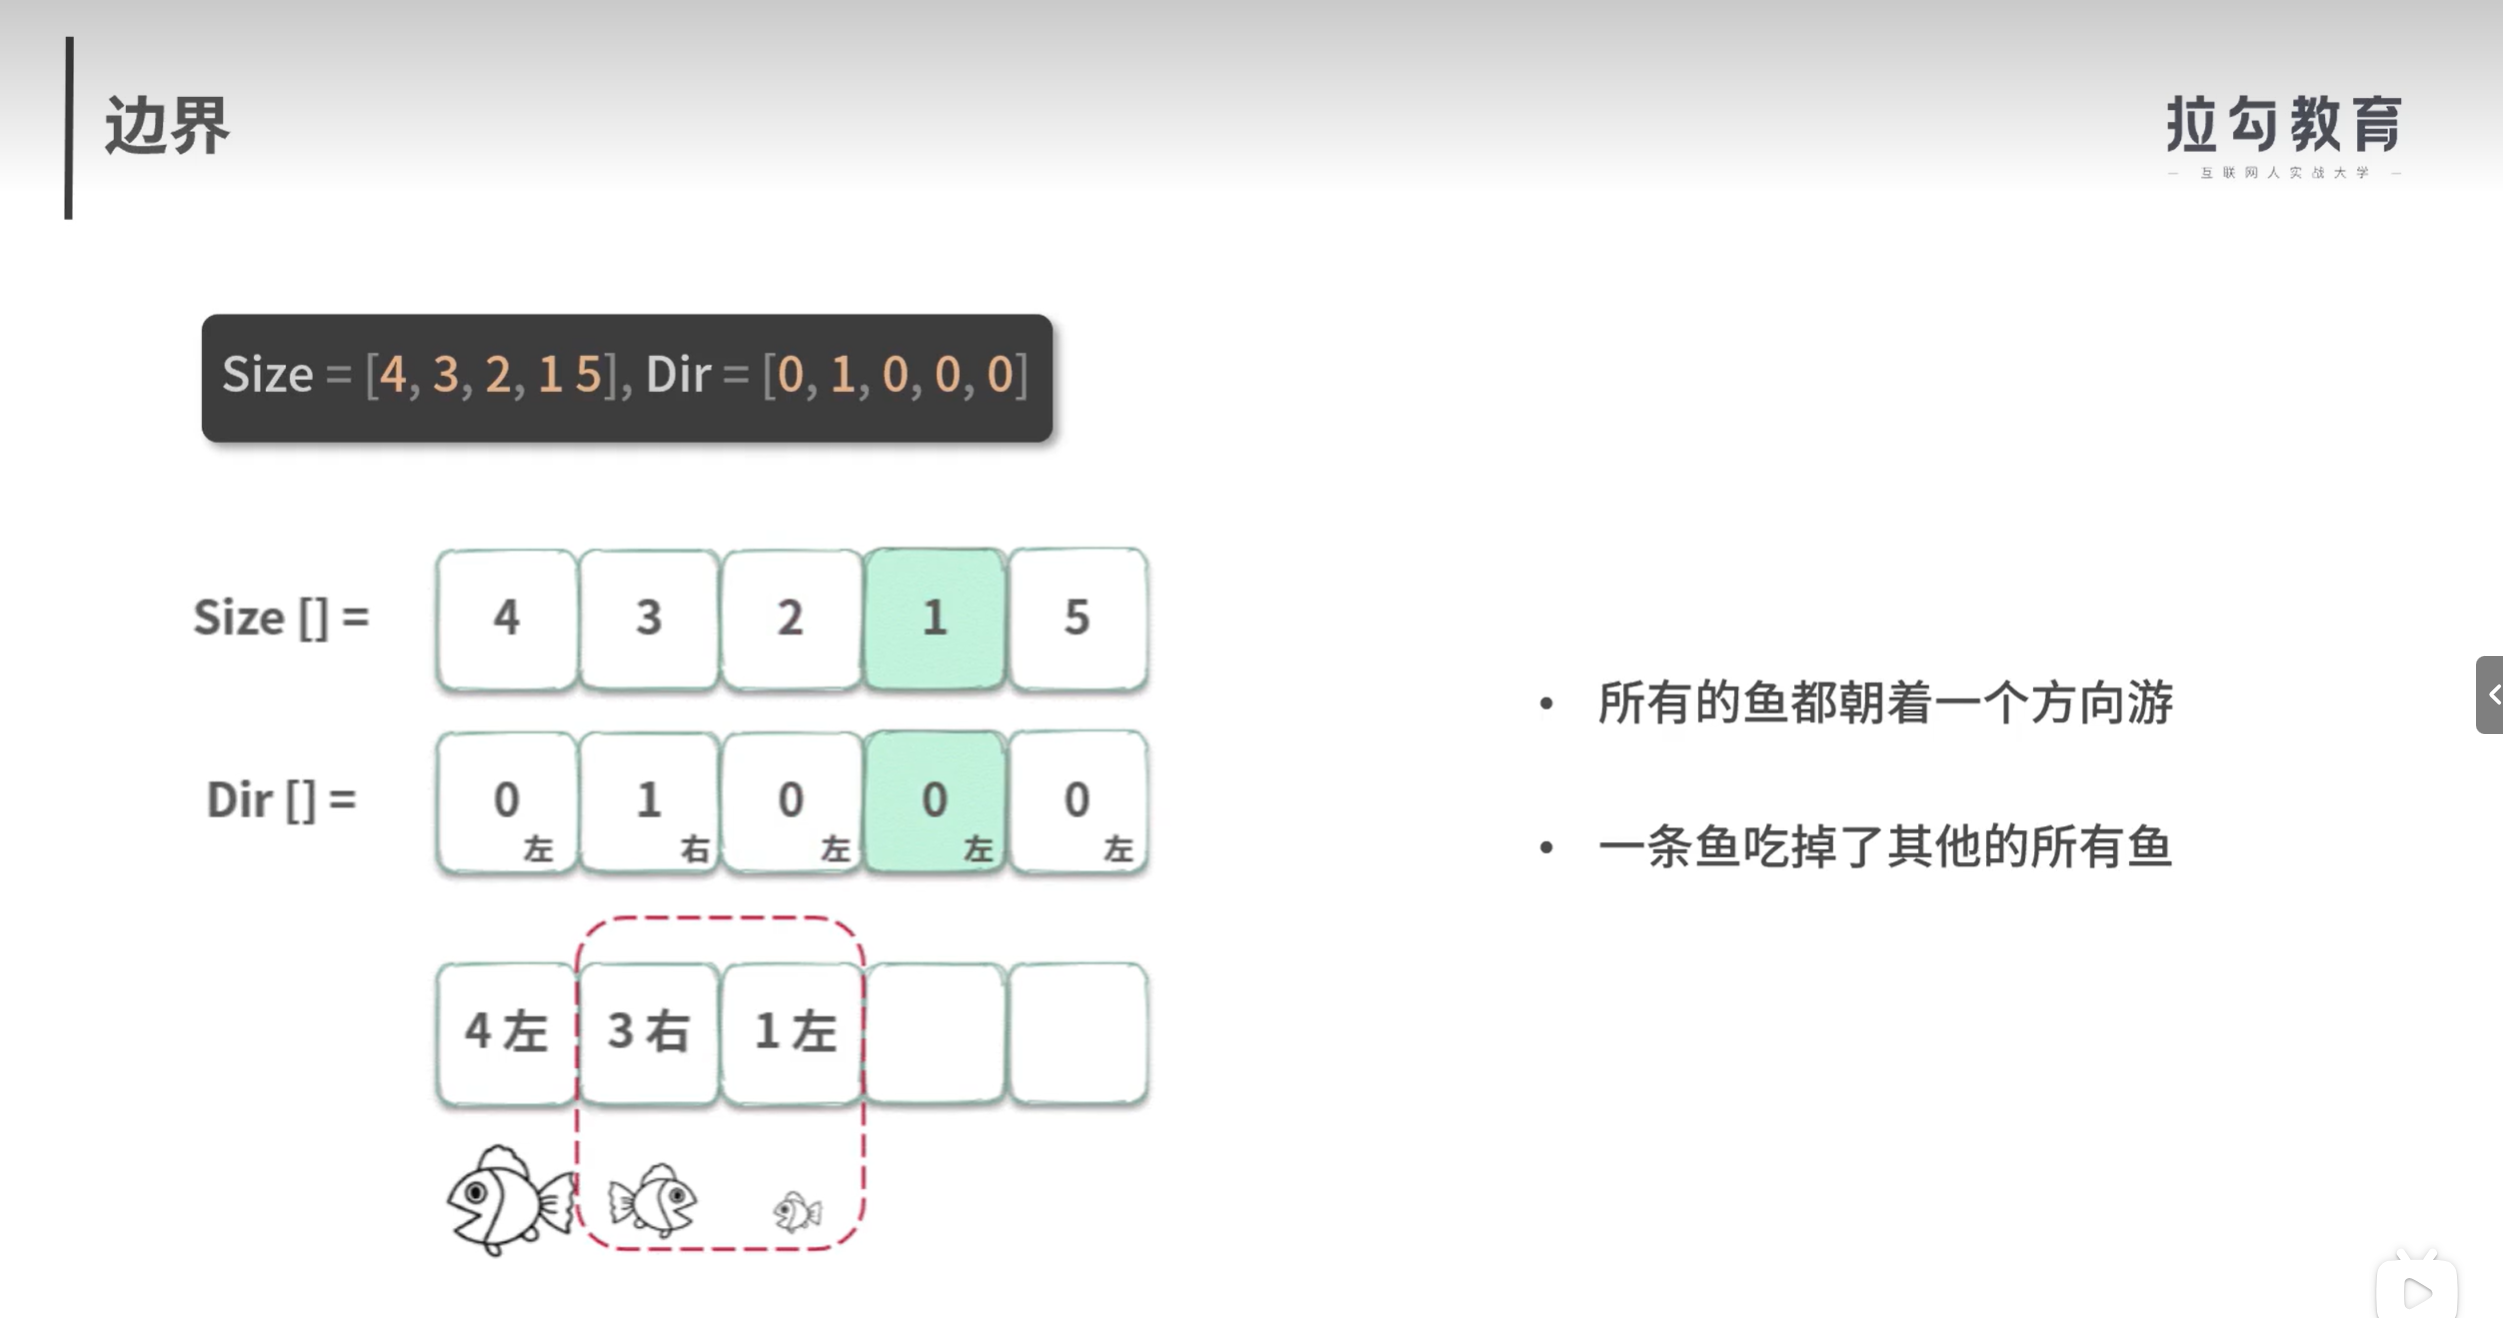 边界
拉勾教育
— 互联网人实战大学 —
Size = [4, 3, 2, 1 5], Dir = [0, 1, 0, 0, 0]
Size [] = 4 3 2 1 5
Dir [] = 0 左 1 右 0 左 0 左 0 左
4 左 3 右 1 左
• 所有的鱼都朝着一个方向游
• 一条鱼吃掉了其他的所有鱼